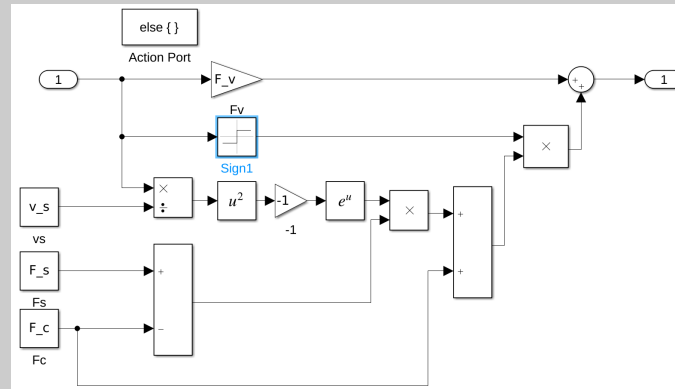 else { }
Action Port
1
F_v
+
+
1
Fv
Sign1
×
×
÷
v_s
vs
u²
-1
-1
eᵘ
×
+
+
F_s
Fs
+
−
F_c
Fc